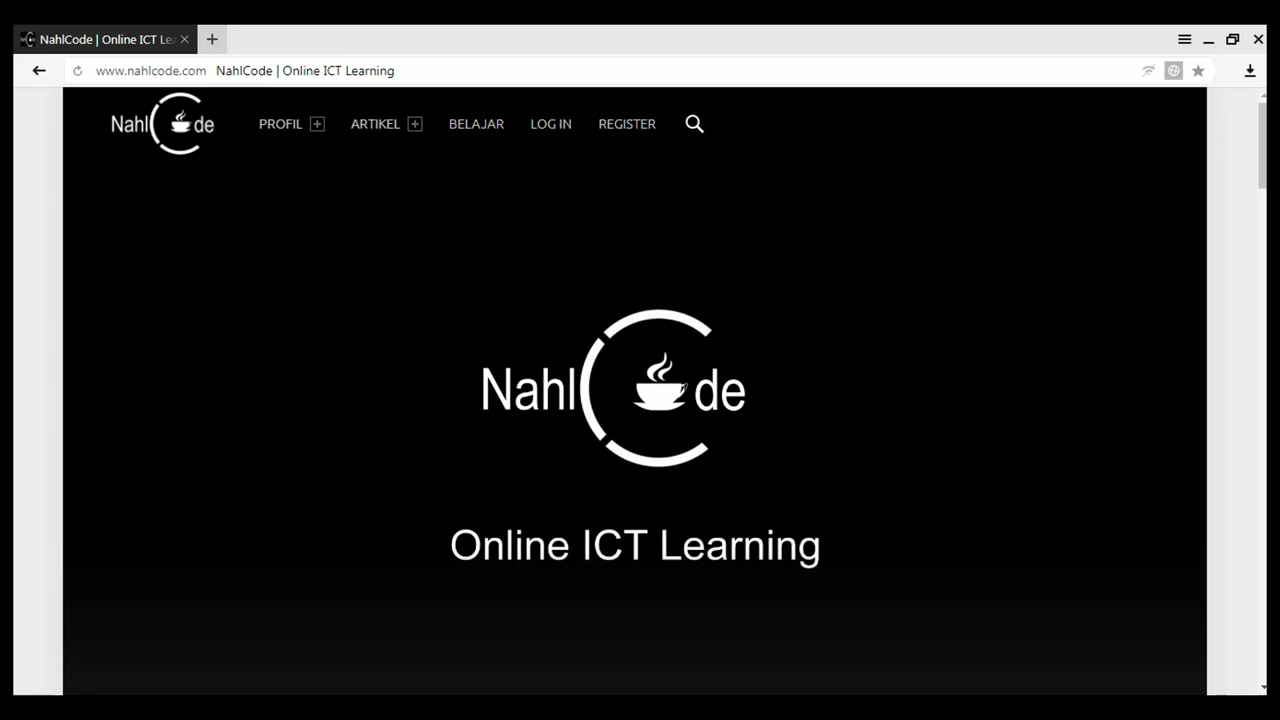 NahlCode | Online ICT Le
www.nahlcode.com NahlCode | Online ICT Learning
Nahl de PROFIL ARTIKEL BELAJAR LOG IN REGISTER
Nahl de
Online ICT Learning